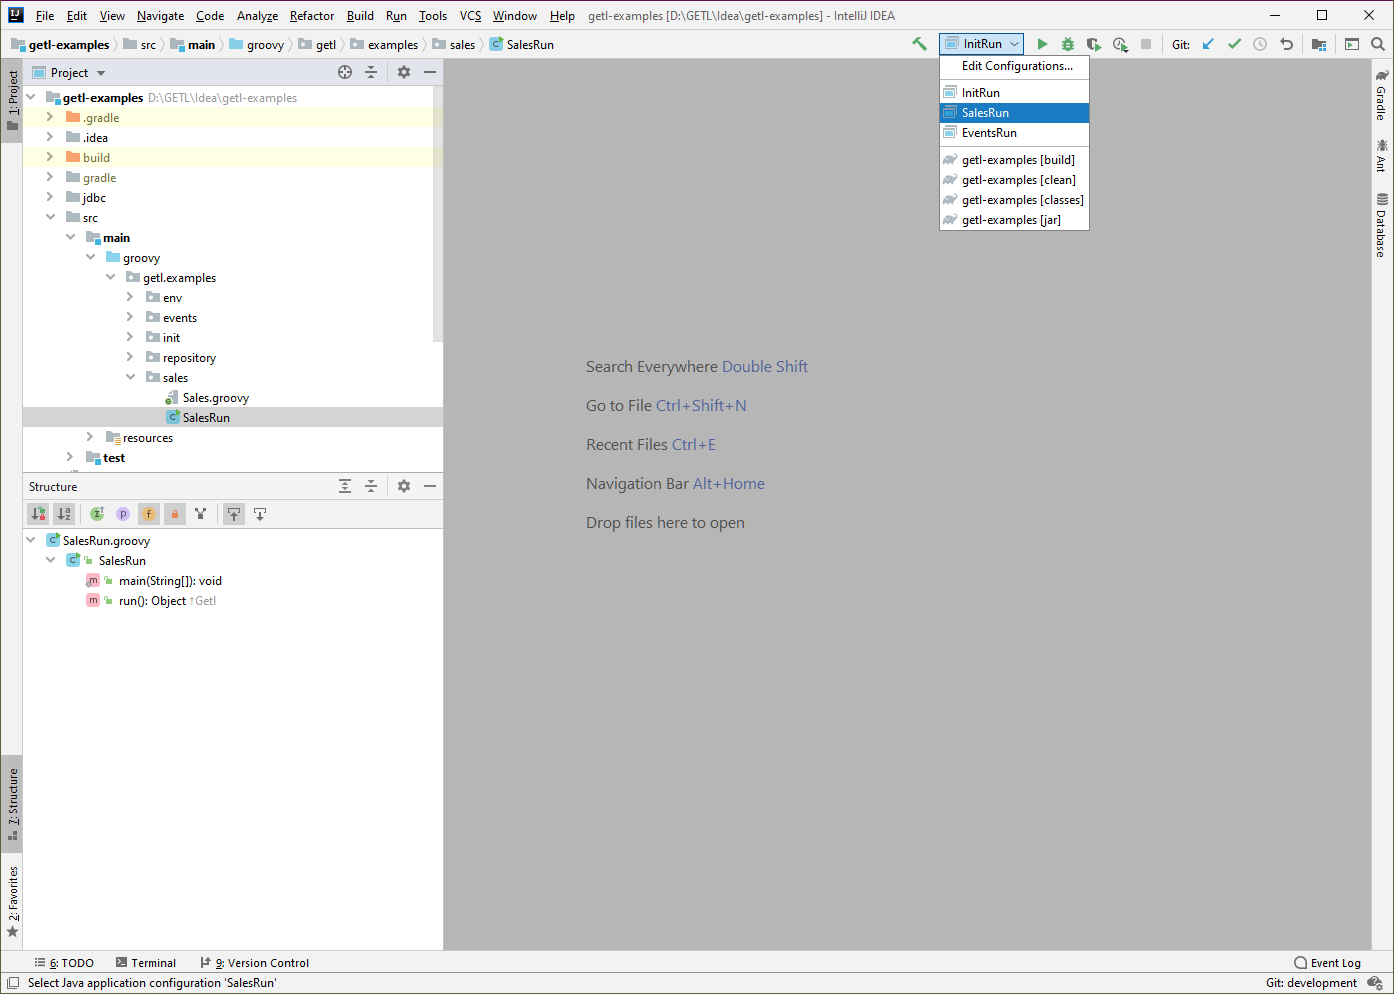 File Edit View Navigate Code Analyze Refactor Build Run Tools VCS Window Help getl-examples [D:\GETL\Idea\getl-examples] - IntelliJ IDEA
getl-examples src main groovy getl examples sales SalesRun InitRun Git:
Edit Configurations...
InitRun
SalesRun
EventsRun
getl-examples [build]
getl-examples [clean]
getl-examples [classes]
getl-examples [jar]
1: Project
Project
getl-examples D:\GETL\Idea\getl-examples
.gradle
.idea
build
gradle
jdbc
src
main
groovy
getl.examples
env
events
init
repository
sales
Sales.groovy
SalesRun
resources
test
Structure
SalesRun.groovy
SalesRun
main(String[]): void
run(): Object ↑Getl
Search Everywhere Double Shift
Go to File Ctrl+Shift+N
Recent Files Ctrl+E
Navigation Bar Alt+Home
Drop files here to open
Gradle
Ant
Database
7: Structure
2: Favorites
6: TODO Terminal 9: Version Control Event Log
Select Java application configuration 'SalesRun' Git: development